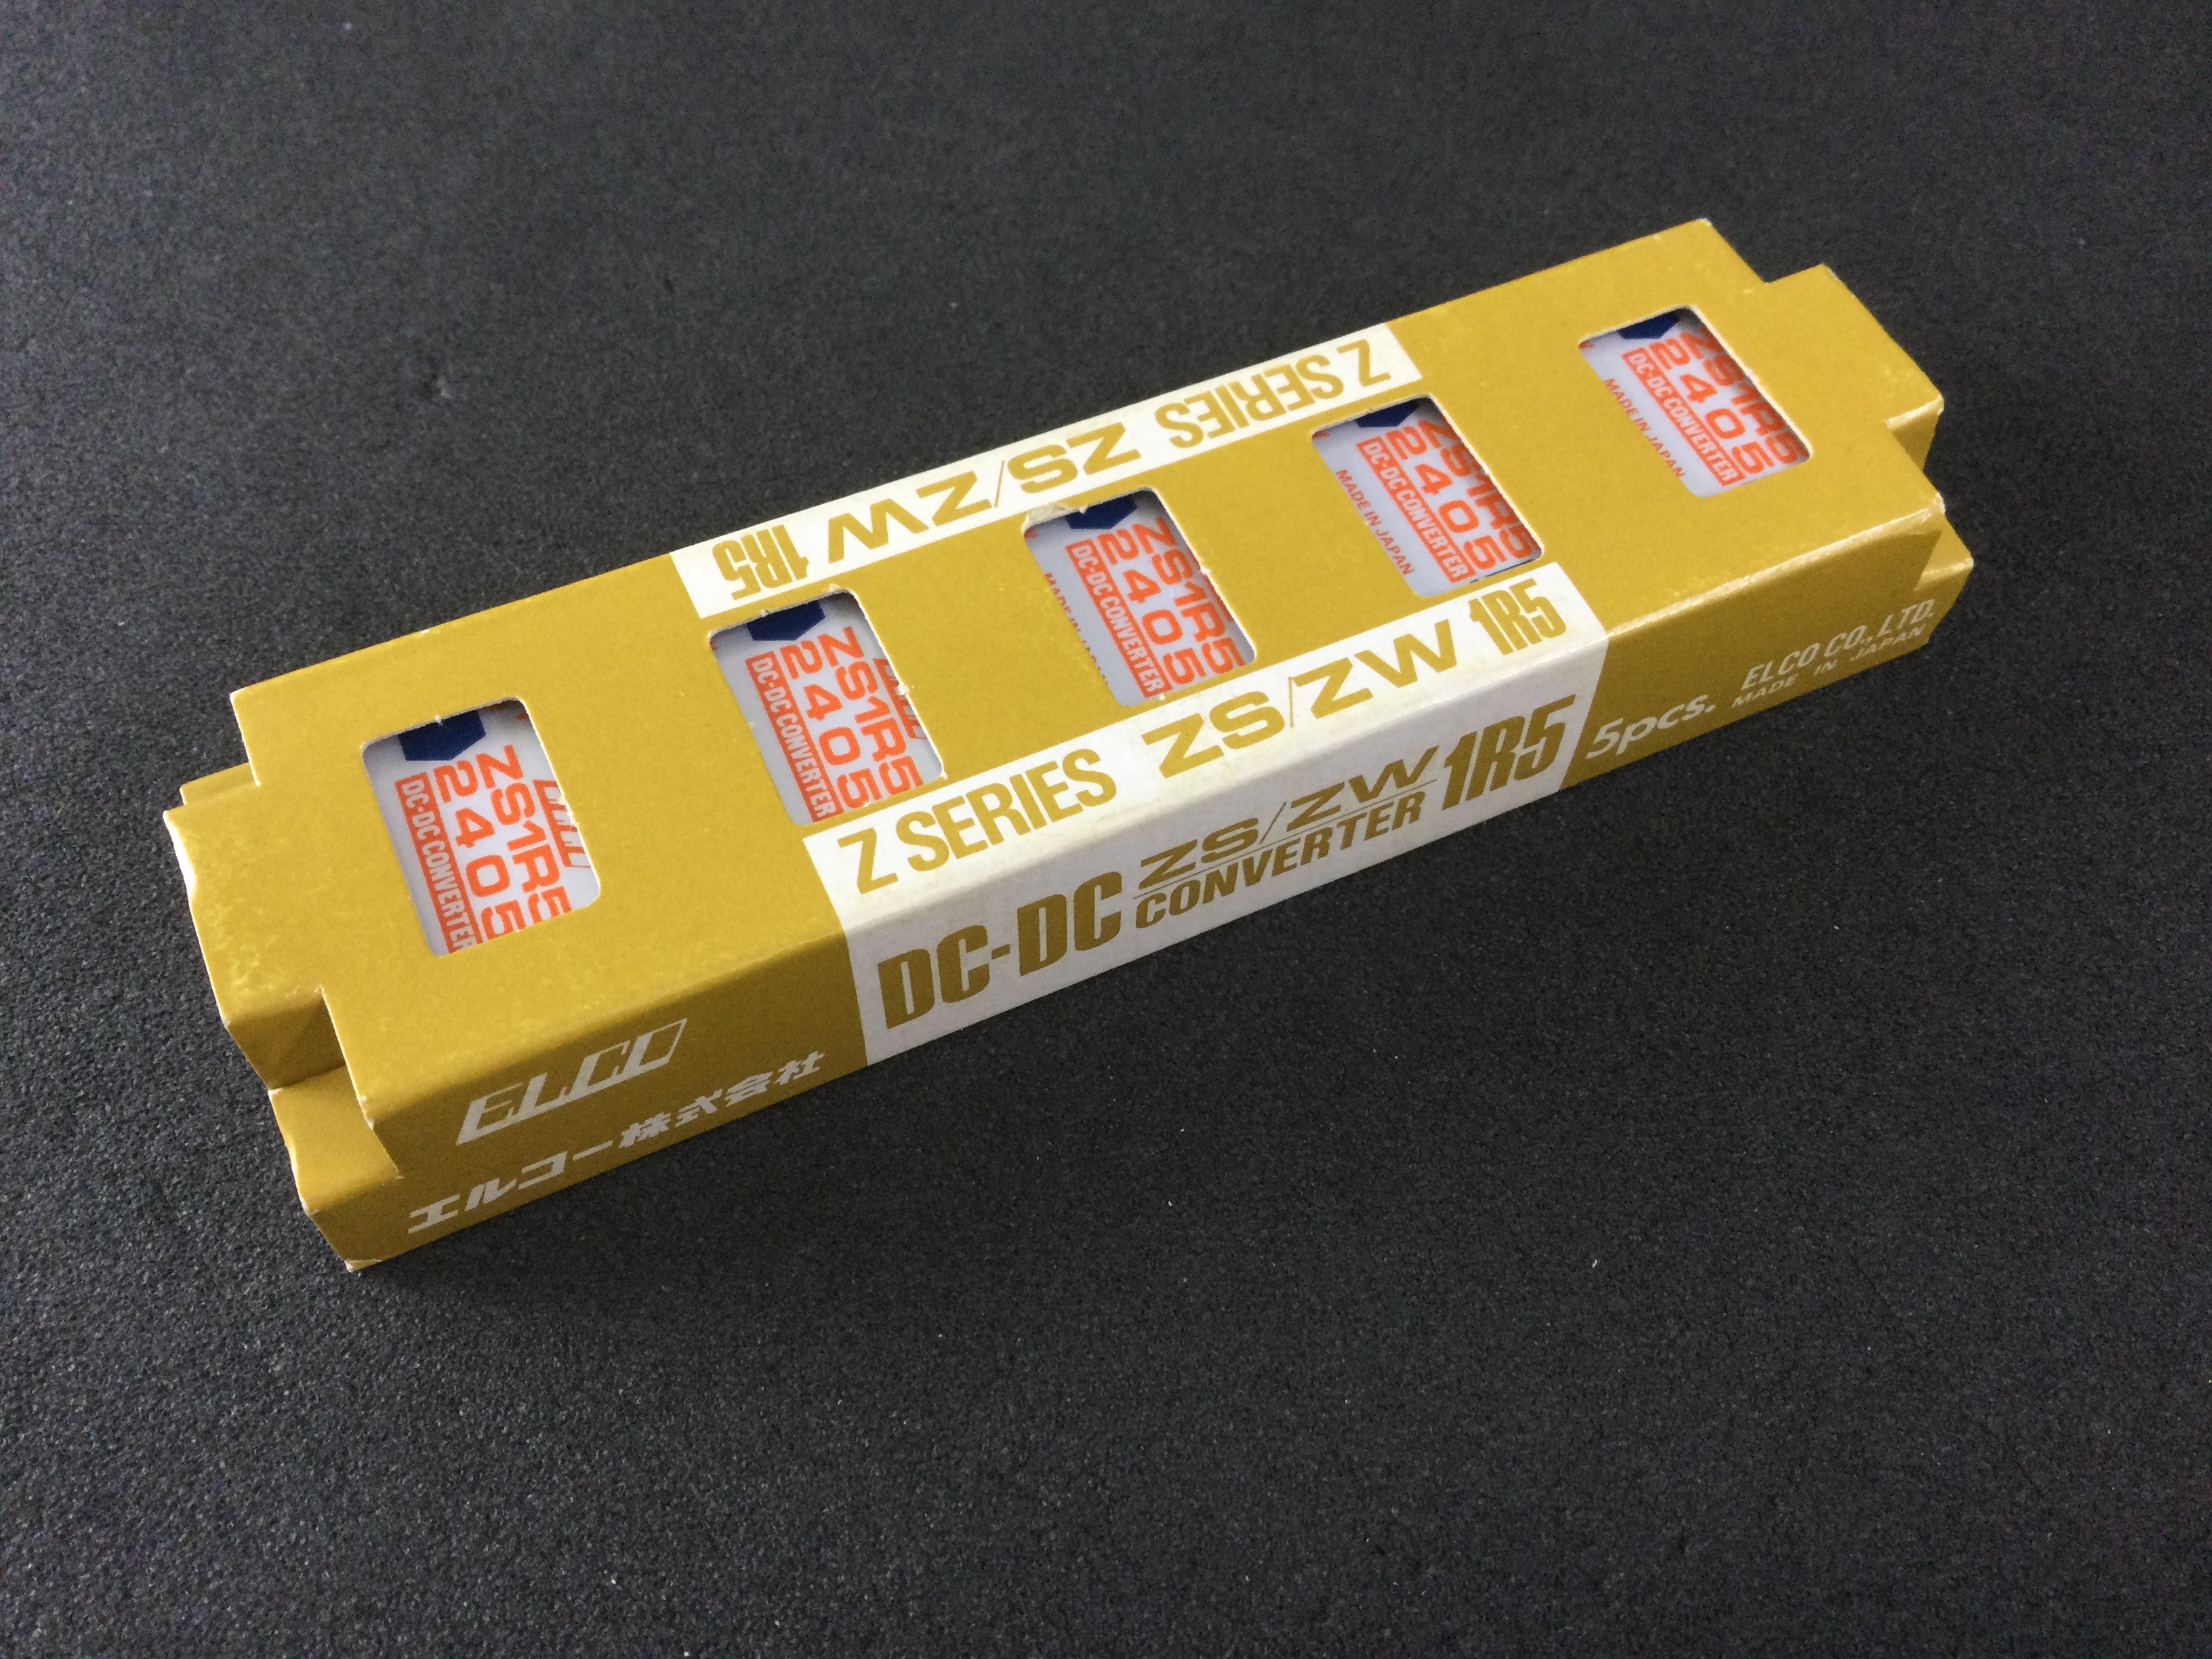 Z SERIES ZS/ZW 1R5
ZS1R5
2405
DC-DC CONVERTER
ZS1R5
2405
DC-DC CONVERTER
ZS1R5
2405
DC-DC CONVERTER
ZS1R5
2405
DC-DC CONVERTER
MADE IN JAPAN
ZS1R5
2405
DC-DC CONVERTER
MADE IN JAPAN
Z SERIES ZS/ZW 1R5
ELCO
エルコー株式会社
DC-DC ZS/ZW CONVERTER 1R5
5pcs.
ELCO CO., LTD.
MADE IN JAPAN